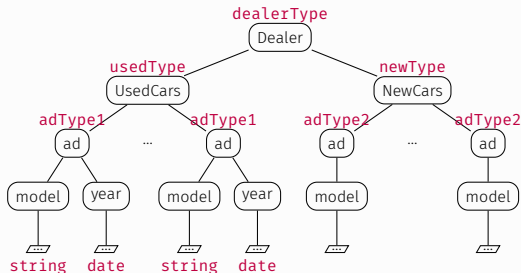 dealerType
Dealer
usedType newType
UsedCars NewCars
adType1 ... adType1 adType2 ... adType2
ad ad ad ad
model year model year model model
... ... ... ... ... ...
string date string date